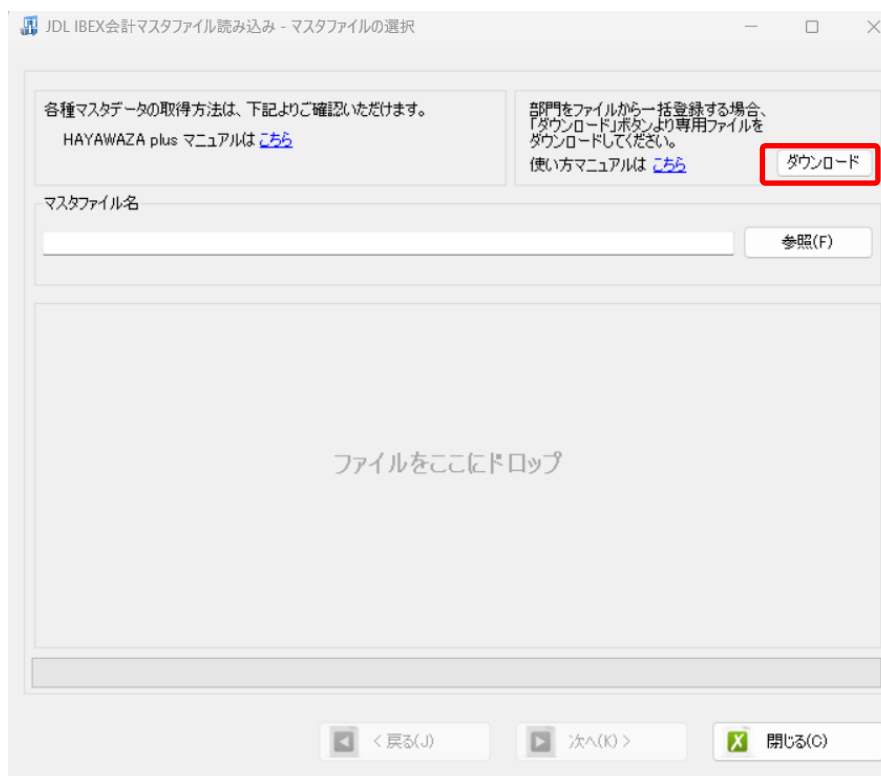 JDL IBEX会計マスタファイル読み込み - マスタファイルの選択
各種マスタデータの取得方法は、下記よりご確認いただけます。
HAYAWAZA plus マニュアルは こちら
部門をファイルから一括登録する場合、
「ダウンロード」ボタンより専用ファイルを
ダウンロードしてください。
使い方マニュアルは こちら
ダウンロード
マスタファイル名
参照(F)
ファイルをここにドロップ
< 戻る(J)
次へ(K) >
閉じる(C)